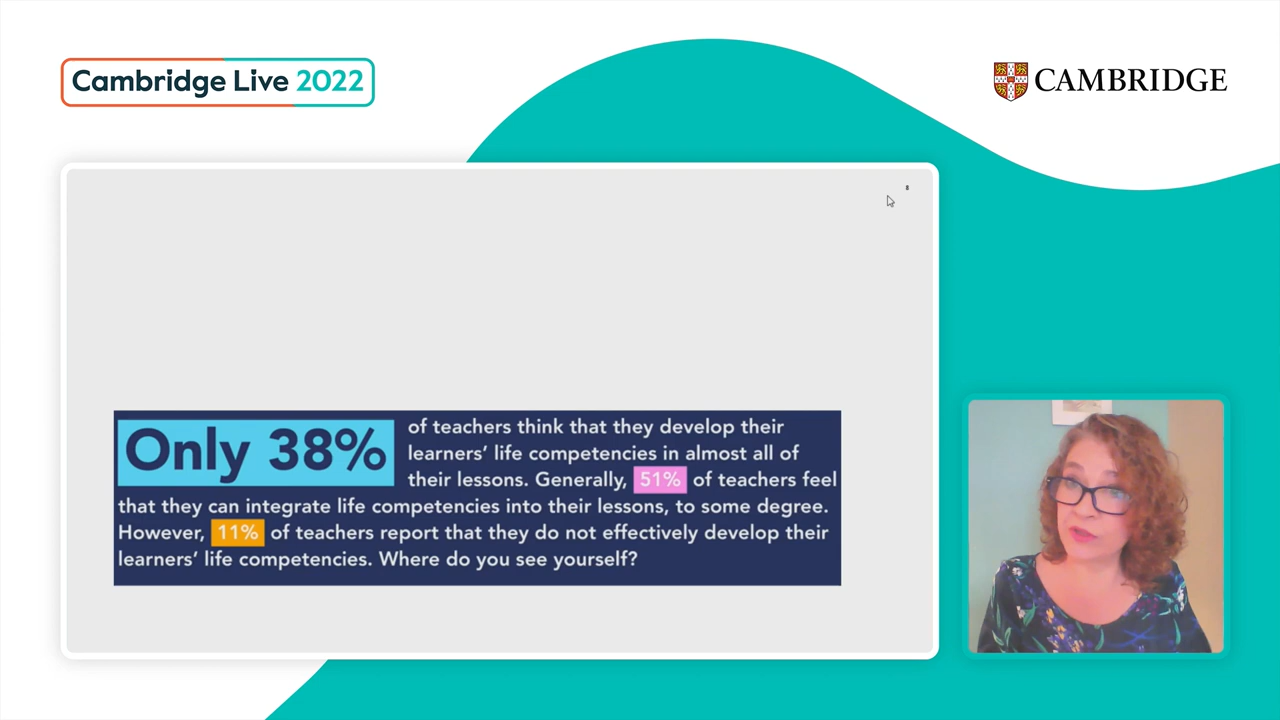 Cambridge Live 2022
CAMBRIDGE
Only 38% of teachers think that they develop their
learners' life competencies in almost all of
their lessons. Generally, 51% of teachers feel
that they can integrate life competencies into their lessons, to some degree.
However, 11% of teachers report that they do not effectively develop their
learners' life competencies. Where do you see yourself?